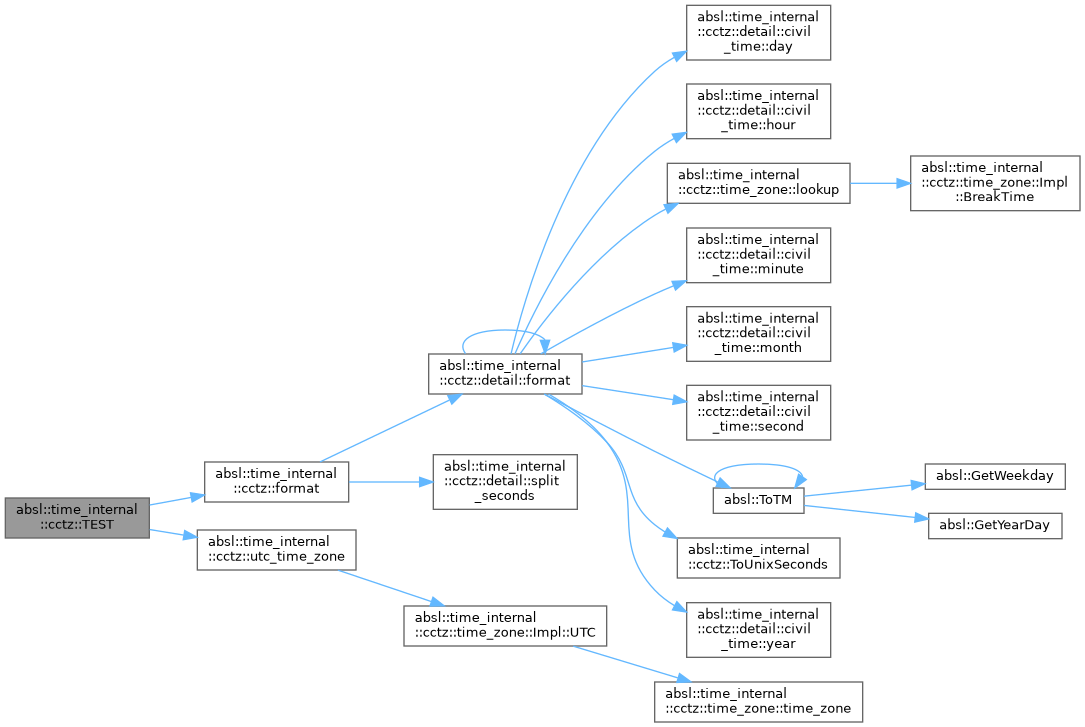 absl::time_internal
::cctz::detail::civil
_time::day
absl::time_internal
::cctz::detail::civil
_time::hour
absl::time_internal
::cctz::time_zone::lookup
absl::time_internal
::cctz::time_zone::Impl
::BreakTime
absl::time_internal
::cctz::detail::civil
_time::minute
absl::time_internal
::cctz::detail::civil
_time::month
absl::time_internal
::cctz::detail::format
absl::time_internal
::cctz::detail::civil
_time::second
absl::time_internal
::cctz::TEST
absl::time_internal
::cctz::format
absl::time_internal
::cctz::detail::split
_seconds
absl::ToTM
absl::GetWeekday
absl::GetYearDay
absl::time_internal
::cctz::utc_time_zone
absl::time_internal
::cctz::ToUnixSeconds
absl::time_internal
::cctz::time_zone::Impl::UTC
absl::time_internal
::cctz::detail::civil
_time::year
absl::time_internal
::cctz::time_zone::time_zone